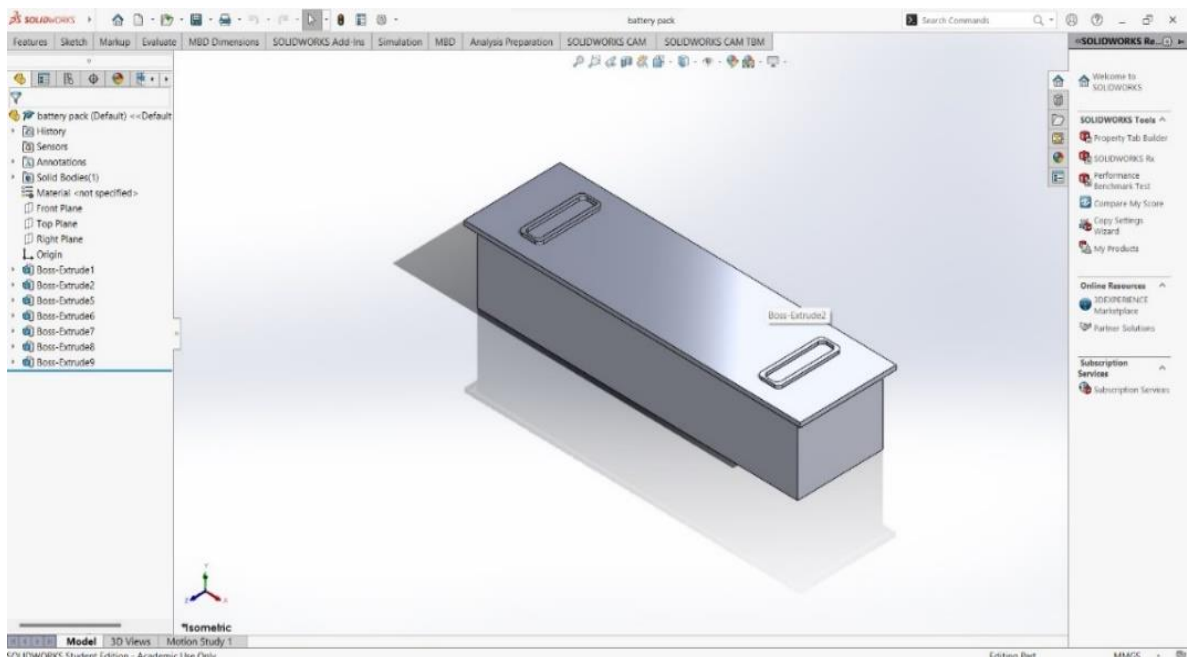 SOLIDWORKS
battery pack
Search Commands
Features Sketch Markup Evaluate MBD Dimensions SOLIDWORKS Add-Ins Simulation MBD Analysis Preparation SOLIDWORKS CAM SOLIDWORKS CAM TBM
SOLIDWORKS Re...
battery pack (Default) <<Default
History
Sensors
Annotations
Solid Bodies(1)
Material <not specified>
Front Plane
Top Plane
Right Plane
Origin
Boss-Extrude1
Boss-Extrude2
Boss-Extrude5
Boss-Extrude6
Boss-Extrude7
Boss-Extrude8
Boss-Extrude9
Boss-Extrude2
*Isometric
Welcome to
SOLIDWORKS
SOLIDWORKS Tools
Property Tab Builder
SOLIDWORKS Rx
Performance
Benchmark Test
Compare My Score
Copy Settings
Wizard
My Products
Online Resources
3DEXPERIENCE
Marketplace
Partner Solutions
Subscription
Services
Subscription Services
Model 3D Views Motion Study 1
SOLIDWORKS Student Edition - Academic Use Only
Editing Part
MMGS